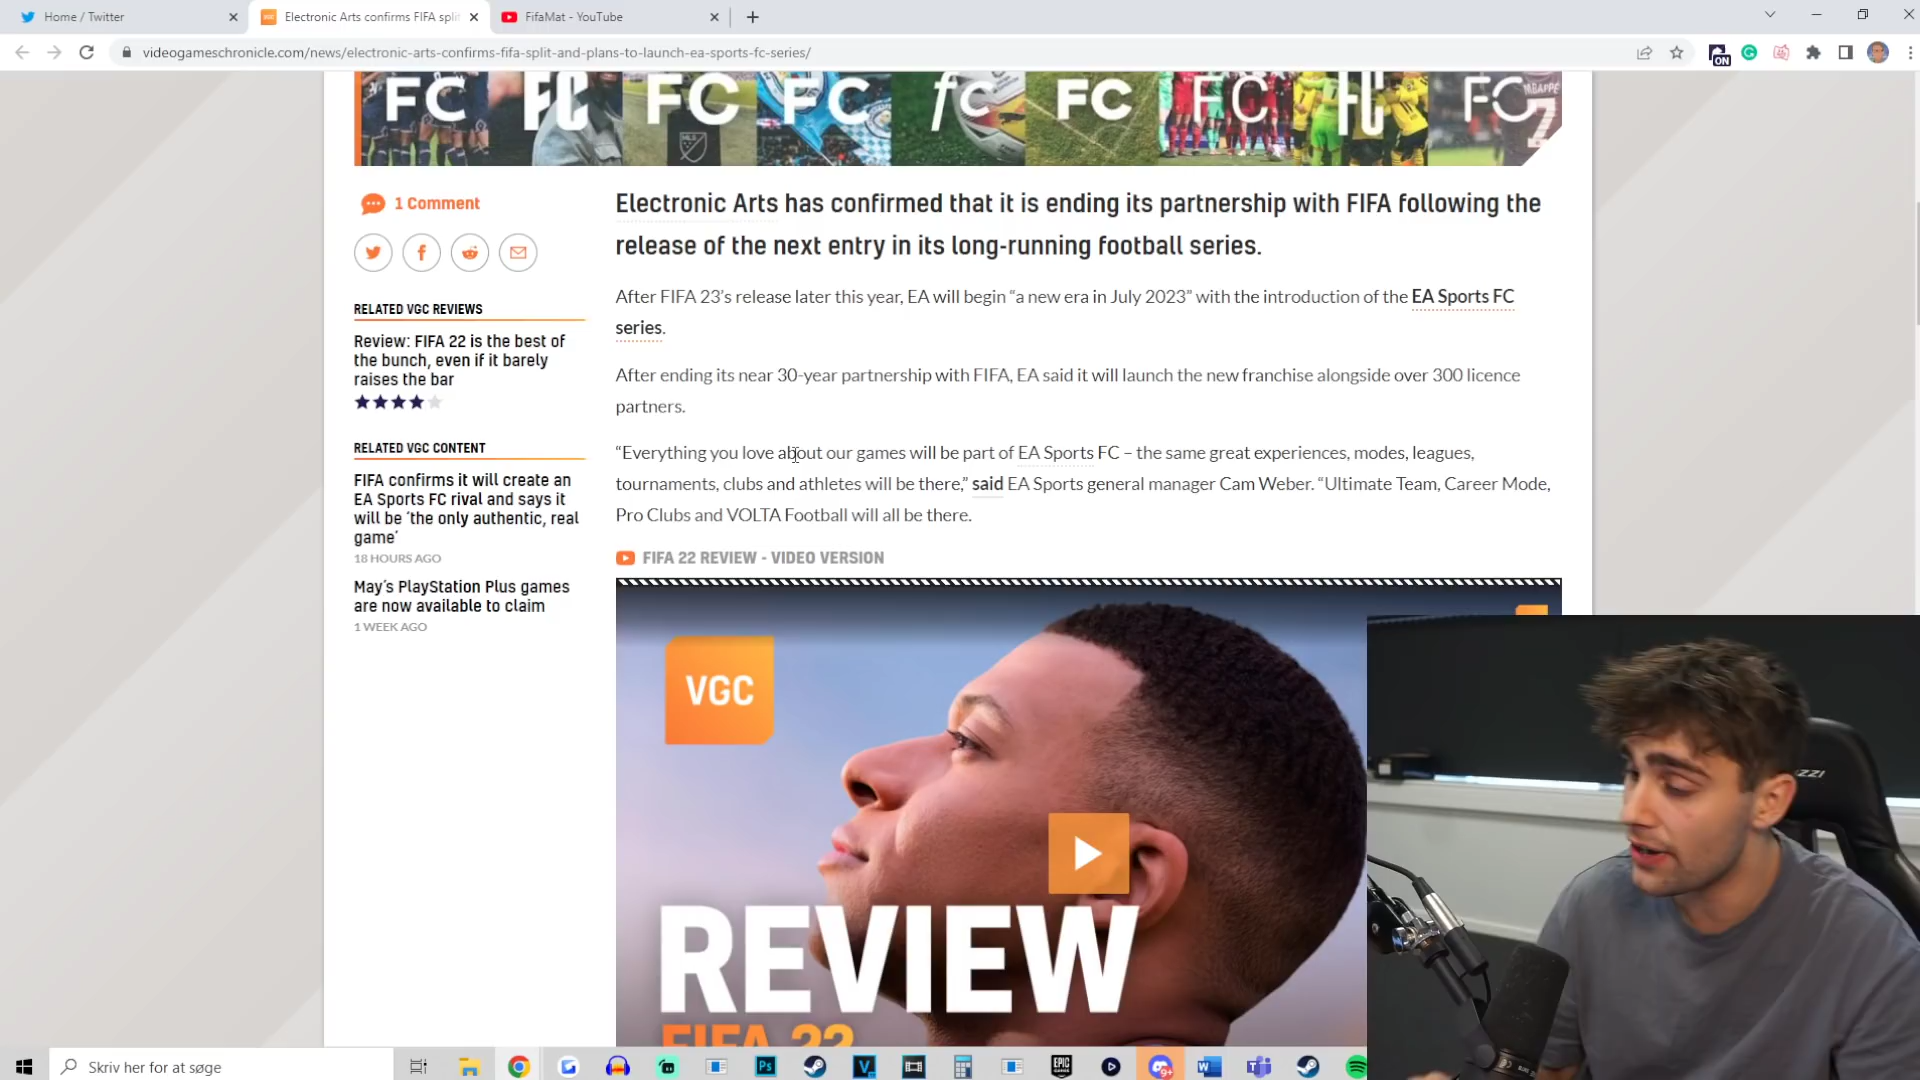 Home / Twitter
Electronic Arts confirms FIFA split
FifaMat - YouTube
videogameschronicle.com/news/electronic-arts-confirms-fifa-split-and-plans-to-launch-ea-sports-fc-series/
ON
FC FC FC FC fC FC FC FC FC
MLS
MBAPPÉ
7
1 Comment
Electronic Arts has confirmed that it is ending its partnership with FIFA following the
release of the next entry in its long-running football series.
After FIFA 23’s release later this year, EA will begin “a new era in July 2023” with the introduction of the EA Sports FC
series.
After ending its near 30-year partnership with FIFA, EA said it will launch the new franchise alongside over 300 licence
partners.
“Everything you love about our games will be part of EA Sports FC – the same great experiences, modes, leagues,
tournaments, clubs and athletes will be there,” said EA Sports general manager Cam Weber. “Ultimate Team, Career Mode,
Pro Clubs and VOLTA Football will all be there.
RELATED VGC REVIEWS
Review: FIFA 22 is the best of
the bunch, even if it barely
raises the bar
RELATED VGC CONTENT
FIFA confirms it will create an
EA Sports FC rival and says it
will be ‘the only authentic, real
game’
18 HOURS AGO
May’s PlayStation Plus games
are now available to claim
1 WEEK AGO
FIFA 22 REVIEW - VIDEO VERSION
VGC
REVIEW
FIFA 22
Skriv her for at søge
Ps
V
EPIC
GAMES
9+